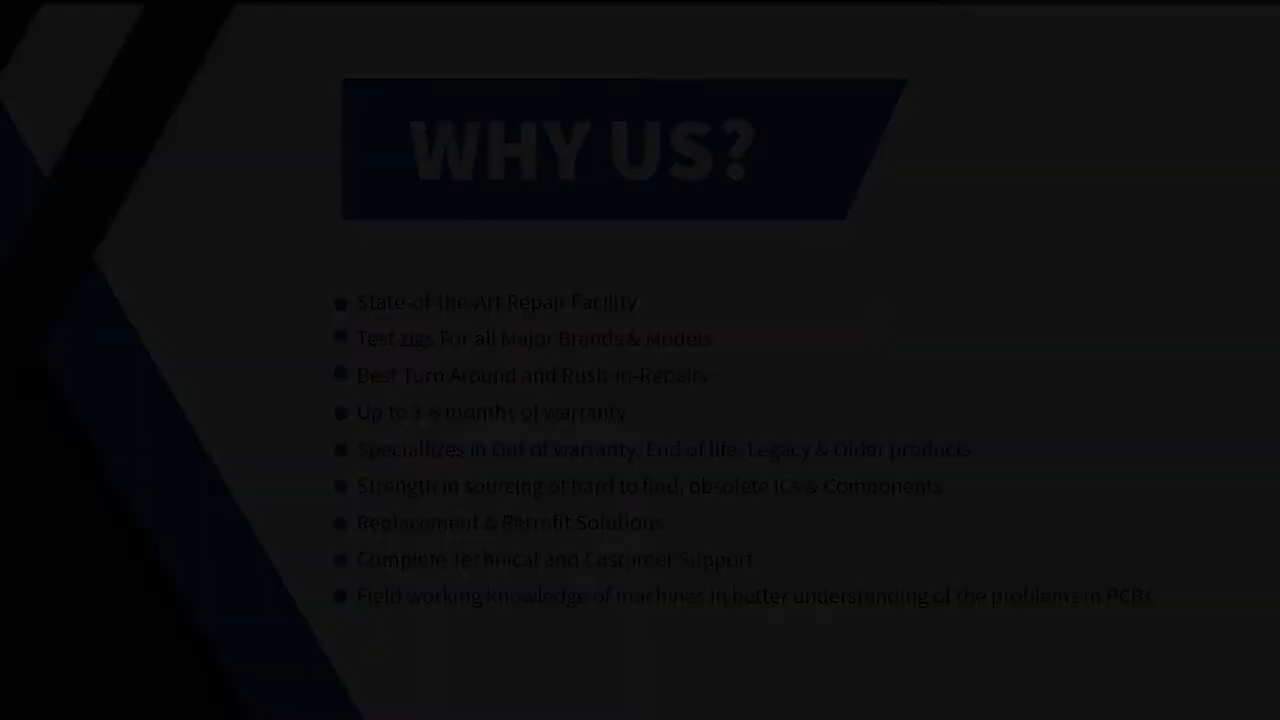 WHY US?
State-of-the-Art Repair Facility
Test zigs For all Major Brands & Models
Best Turn Around and Rush-in-Repairs
Up to 3-6 months of warranty
Specializes in Out of warranty, End of life, Legacy & Older products
Strength in sourcing of hard to find, obsolete ICs & Components
Replacement & Retrofit Solutions
Complete Technical and Customer Support
Field working knowledge of machines in better understanding of the problems in PCBs